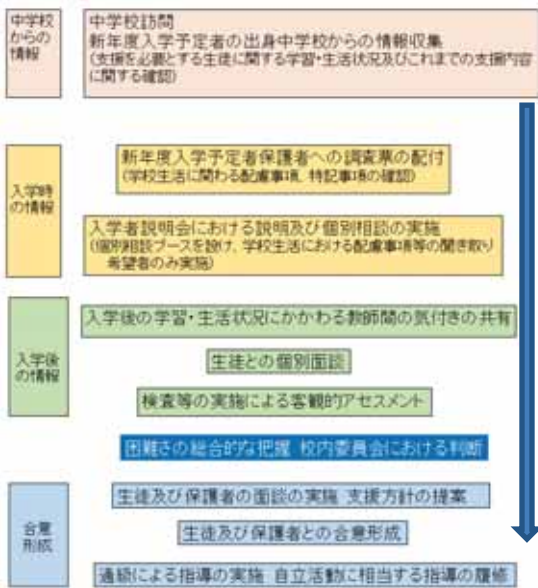 中学校
からの
情報
中学校訪問
新年度入学予定者の出身中学校からの情報収集
(支援を必要とする生徒に関する学習・生活状況及びこれまでの支援内容
に関する確認)
入学時
の情報
新年度入学予定者保護者への調査票の配付
(学校生活に関わる配慮事項、特記事項の確認)
入学者説明会における説明及び個別相談の実施
(個別相談ブースを設け、学校生活における配慮事項等の聞き取り
希望者のみ実施)
入学後
の情報
入学後の学習・生活状況にかかわる教師間の気付きの共有
生徒との個別面談
検査等の実施による客観的アセスメント
困難さの総合的な把握 校内委員会における判断
合意
形成
生徒及び保護者の面談の実施 支援方針の提案
生徒及び保護者との合意形成
通級による指導の実施 自立活動に相当する指導の履修